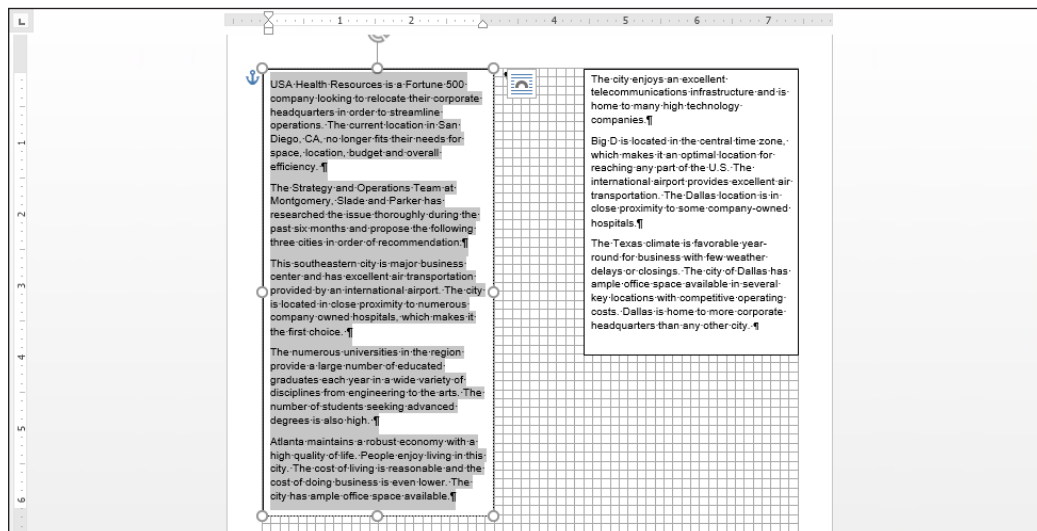 1 2 4 5 6 7
1
2
3
4
5
6
USA Health Resources is a Fortune 500
company looking to relocate their corporate
headquarters in order to streamline
operations. The current location in San
Diego, CA, no longer fits their needs for
space, location, budget and overall
efficiency. ¶
The Strategy and Operations Team at
Montgomery, Slade and Parker has
researched the issue thoroughly during the
past six months and propose the following
three cities in order of recommendation:¶
This southeastern city is major business
center and has excellent air transportation
provided by an international airport. The city
is located in close proximity to numerous
company owned hospitals, which makes it
the first choice. ¶
The numerous universities in the region
provide a large number of educated
graduates each year in a wide variety of
disciplines from engineering to the arts. The
number of students seeking advanced
degrees is also high. ¶
Atlanta maintains a robust economy with a
high quality of life. People enjoy living in this
city. The cost of living is reasonable and the
cost of doing business is even lower. The
city has ample office space available.¶
¶
The city enjoys an excellent
telecommunications infrastructure and is
home to many high technology
companies.¶
Big D is located in the central time zone,
which makes it an optimal location for
reaching any part of the U.S. The
international airport provides excellent air
transportation. The Dallas location is in
close proximity to some company-owned
hospitals.¶
The Texas climate is favorable year-
round for business with few weather
delays or closings. The city of Dallas has
ample office space available in several
key locations with competitive operating
costs. Dallas is home to more corporate
headquarters than any other city. ¶